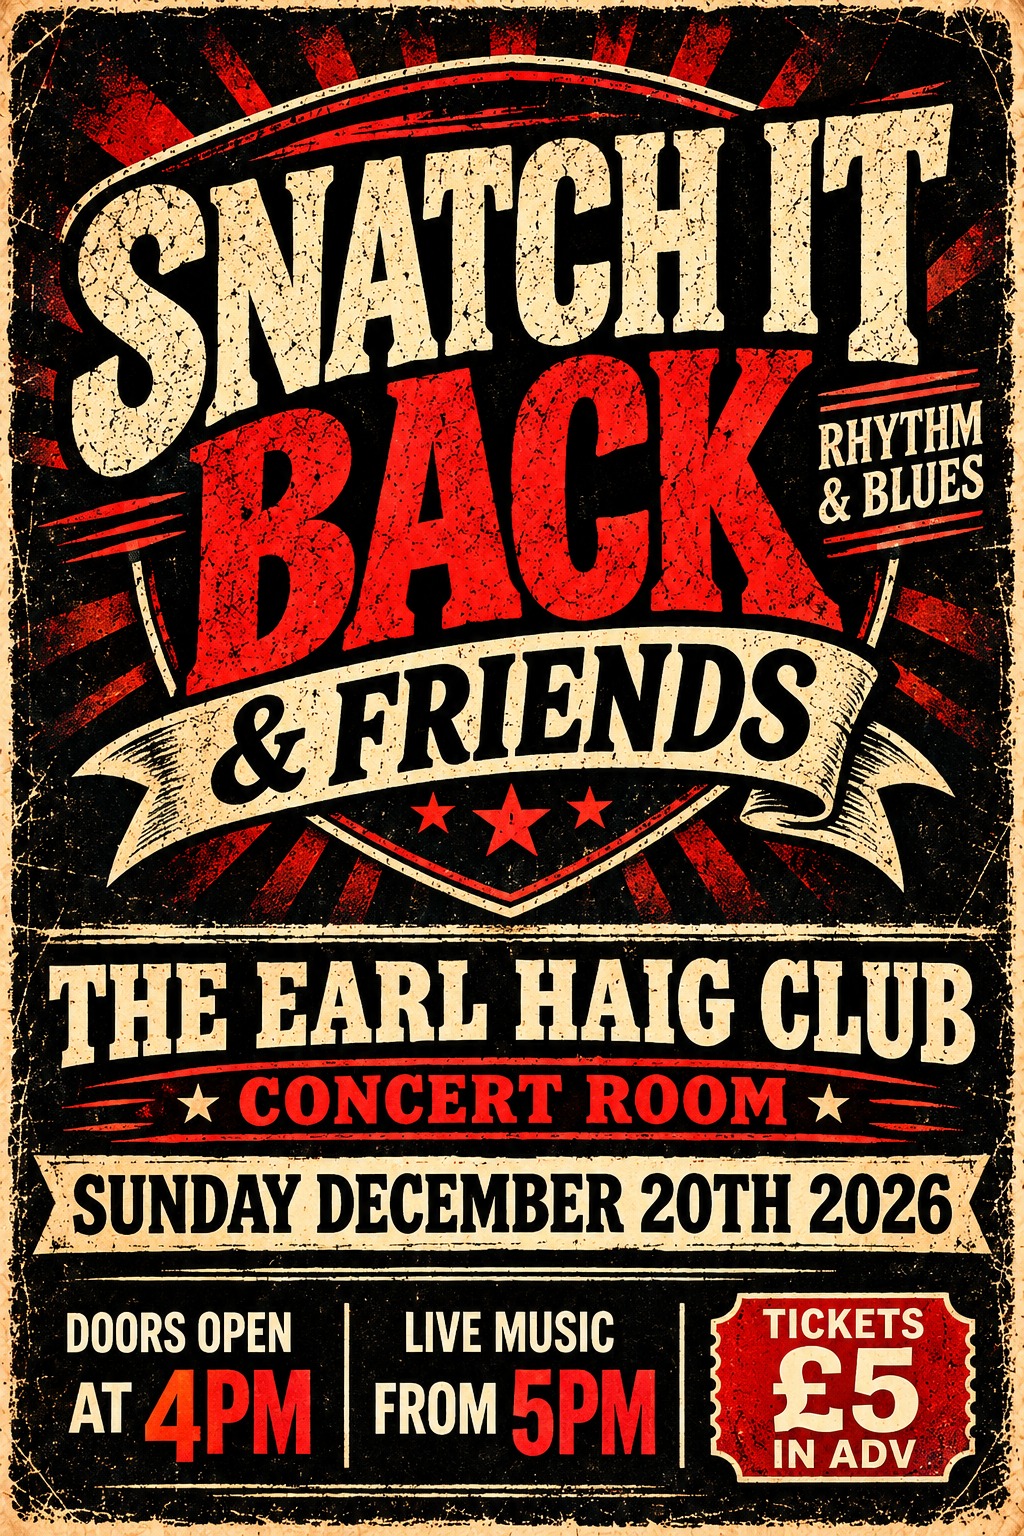 SNATCH IT
BACK
RHYTHM
& BLUES
& FRIENDS
THE EARL HAIG CLUB
CONCERT ROOM
SUNDAY DECEMBER 20TH 2026
DOORS OPEN
AT 4PM
LIVE MUSIC
FROM 5PM
TICKETS
£5
IN ADV